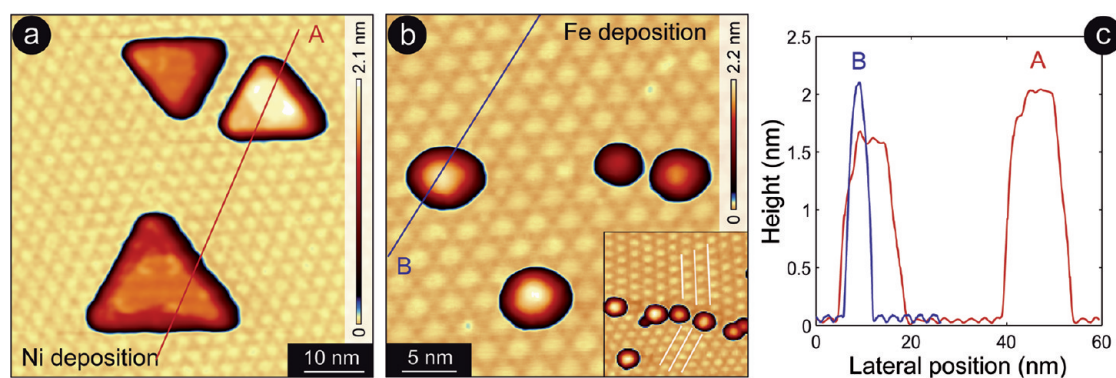 a
A
2.1 nm
0
Ni deposition
10 nm
b
Fe deposition
2.2 nm
0
B
5 nm
c
2.5
2
1.5
1
0.5
0
Height (nm)
B
A
0 20 40 60
Lateral position (nm)